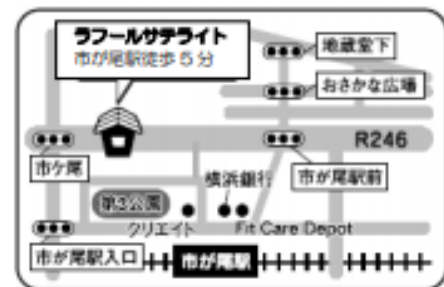 ラフールサテライト
市が尾駅徒歩5分
地蔵堂下
おさかな広場
R246
市ケ尾
市が尾駅前
横浜銀行
第3公園
クリエイト
Fit Care Depot
市が尾駅入口
市が尾駅